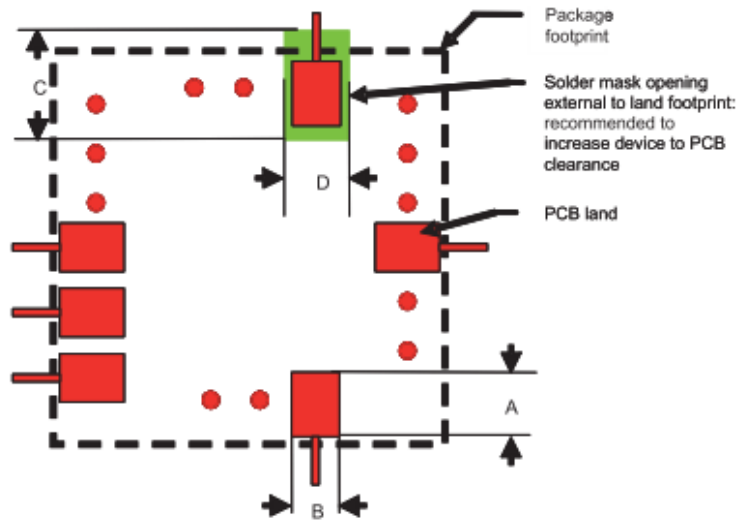 Package
footprint
C
Solder mask opening
external to land footprint:
recommended to
increase device to PCB
clearance
D
PCB land
A
B